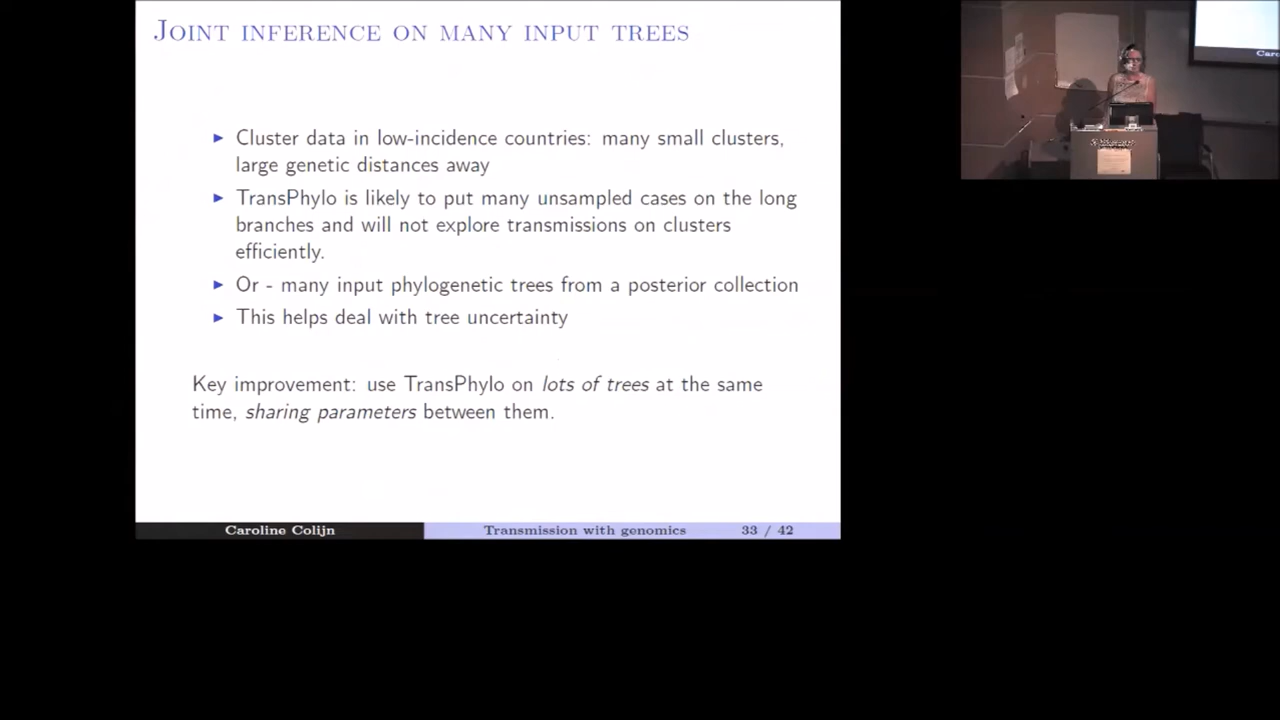 JOINT INFERENCE ON MANY INPUT TREES
Cluster data in low-incidence countries: many small clusters,
large genetic distances away
TransPhylo is likely to put many unsampled cases on the long
branches and will not explore transmissions on clusters
efficiently.
Or - many input phylogenetic trees from a posterior collection
This helps deal with tree uncertainty
Key improvement: use TransPhylo on lots of trees at the same
time, sharing parameters between them.
Caroline Colijn
Transmission with genomics
33 / 42